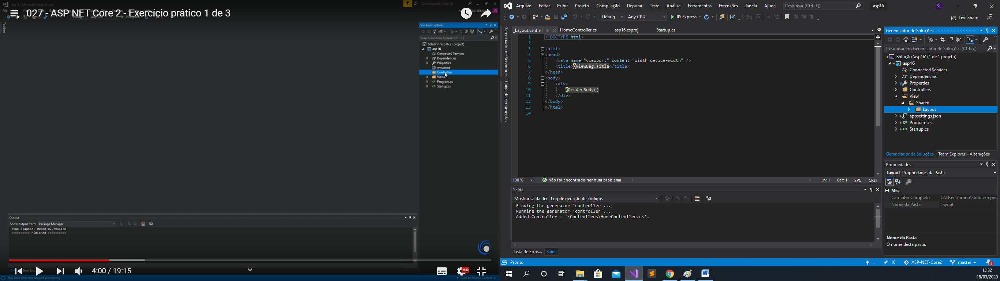 asp16 - Microsoft Visual Studio
Quick Launch (Ctrl+Q)
027 - ASP NET Core 2 - Exercício prático 1 de 3
Toolbox
Solution Explorer
Search Solution Explorer (Ctrl+ˆ)
Solution 'asp16' (1 project)
asp16
Connected Services
Dependencies
Properties
wwwroot
Controllers
Views
Program.cs
Startup.cs
Output
Show output from: Package Manager
Time Elapsed: 00:00:02.7944438
========== Finished ==========
4:00 / 19:15
HD
Error List
This item does not support previewing
Add to Source Control
Arquivo Editar Exibir Projeto Compilação Depurar Teste Análise Ferramentas Extensões Janela Ajuda Pesquisar (Ctrl+Q) asp16 BL
Debug Any CPU IIS Express Live Share
Gerenciador de Servidores
Caixa de Ferramentas
_Layout.cshtml HomeController.cs asp16.csproj Startup.cs
1 <!DOCTYPE html>
2
3 <html>
4 <head>
5 <meta name="viewport" content="width=device-width" />
6 <title>@ViewBag.Title</title>
7 </head>
8 <body>
9 <div>
10 @RenderBody()
11 </div>
12 </body>
13 </html>
14
100 % Não foi encontrado nenhum problema Ln: 1 Car: 1 SPC CRLF
Saída
Mostrar saída de: Log de geração de códigos
Finding the generator 'controller'...
Running the generator 'controller'...
Added Controller : '\Controllers\HomeController.cs'.
Lista de Erros... Saída
Gerenciador de Soluções
Pesquisar em Gerenciador de Soluções (Ctrl+ç)
Solução 'asp16' (1 de 1 projeto)
asp16
Connected Services
Dependências
Properties
Controllers
View
Shared
Layout
appsettings.json
Program.cs
Startup.cs
Gerenciador de Soluções Team Explorer – Alterações
Propriedades
Layout Propriedades da Pasta
Misc
Caminho Completo C:\Users\bruno\source\repos
Nome da Pasta Layout
Nome da Pasta
O nome desta pasta.
Pronto 1 10 ASP-NET-Core2 master 3
15:32
18/03/2020